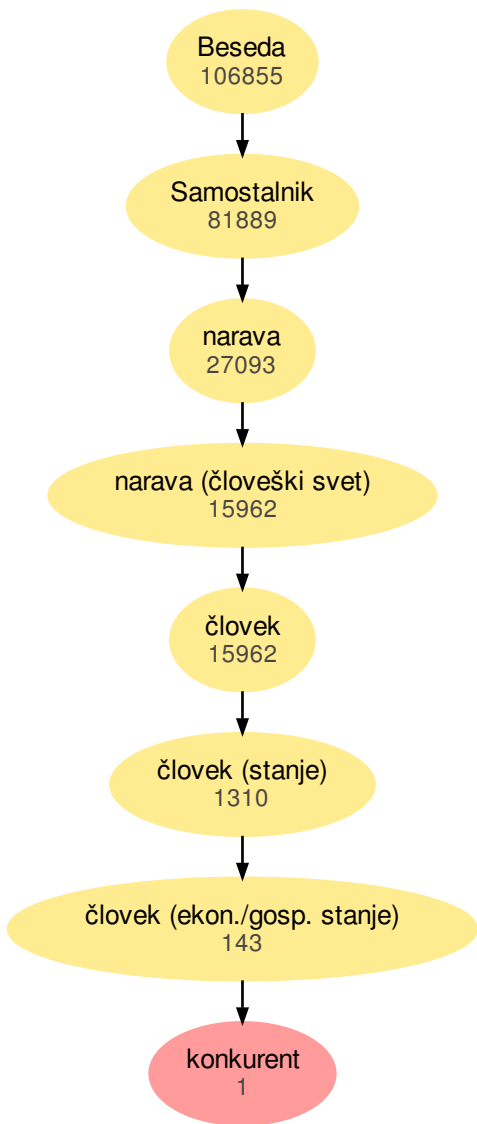 Beseda
106855
Samostalnik
81889
narava
27093
narava (človeški svet)
15962
človek
15962
človek (stanje)
1310
človek (ekon./gosp. stanje)
143
konkurent
1